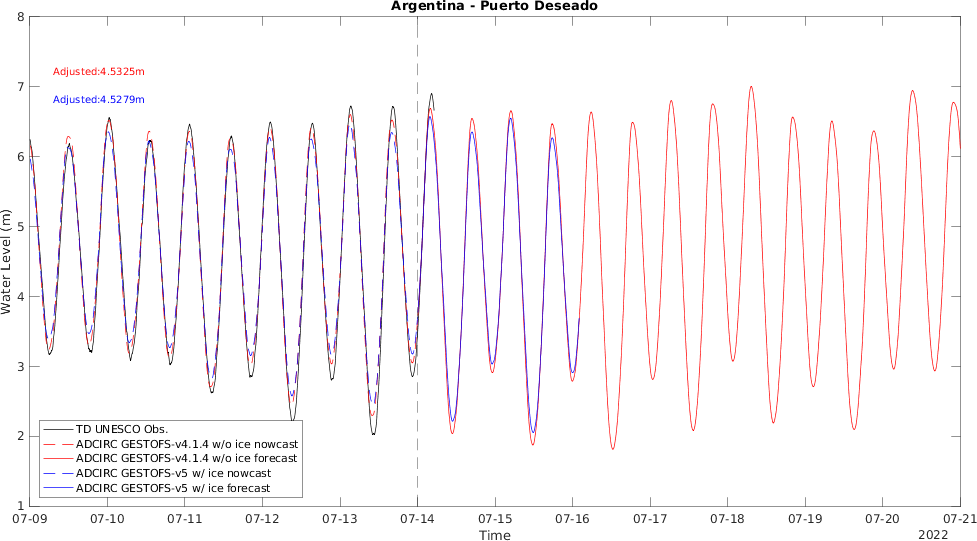 Argentina - Puerto Deseado
8
7
6
5
4
3
2
1
Water Level (m)
Adjusted:4.5325m
Adjusted:4.5279m
TD UNESCO Obs.
ADCIRC GESTOFS-v4.1.4 w/o ice nowcast
ADCIRC GESTOFS-v4.1.4 w/o ice forecast
ADCIRC GESTOFS-v5 w/ ice nowcast
ADCIRC GESTOFS-v5 w/ ice forecast
07-09 07-10 07-11 07-12 07-13 07-14 07-15 07-16 07-17 07-18 07-19 07-20 07-21
Time
2022